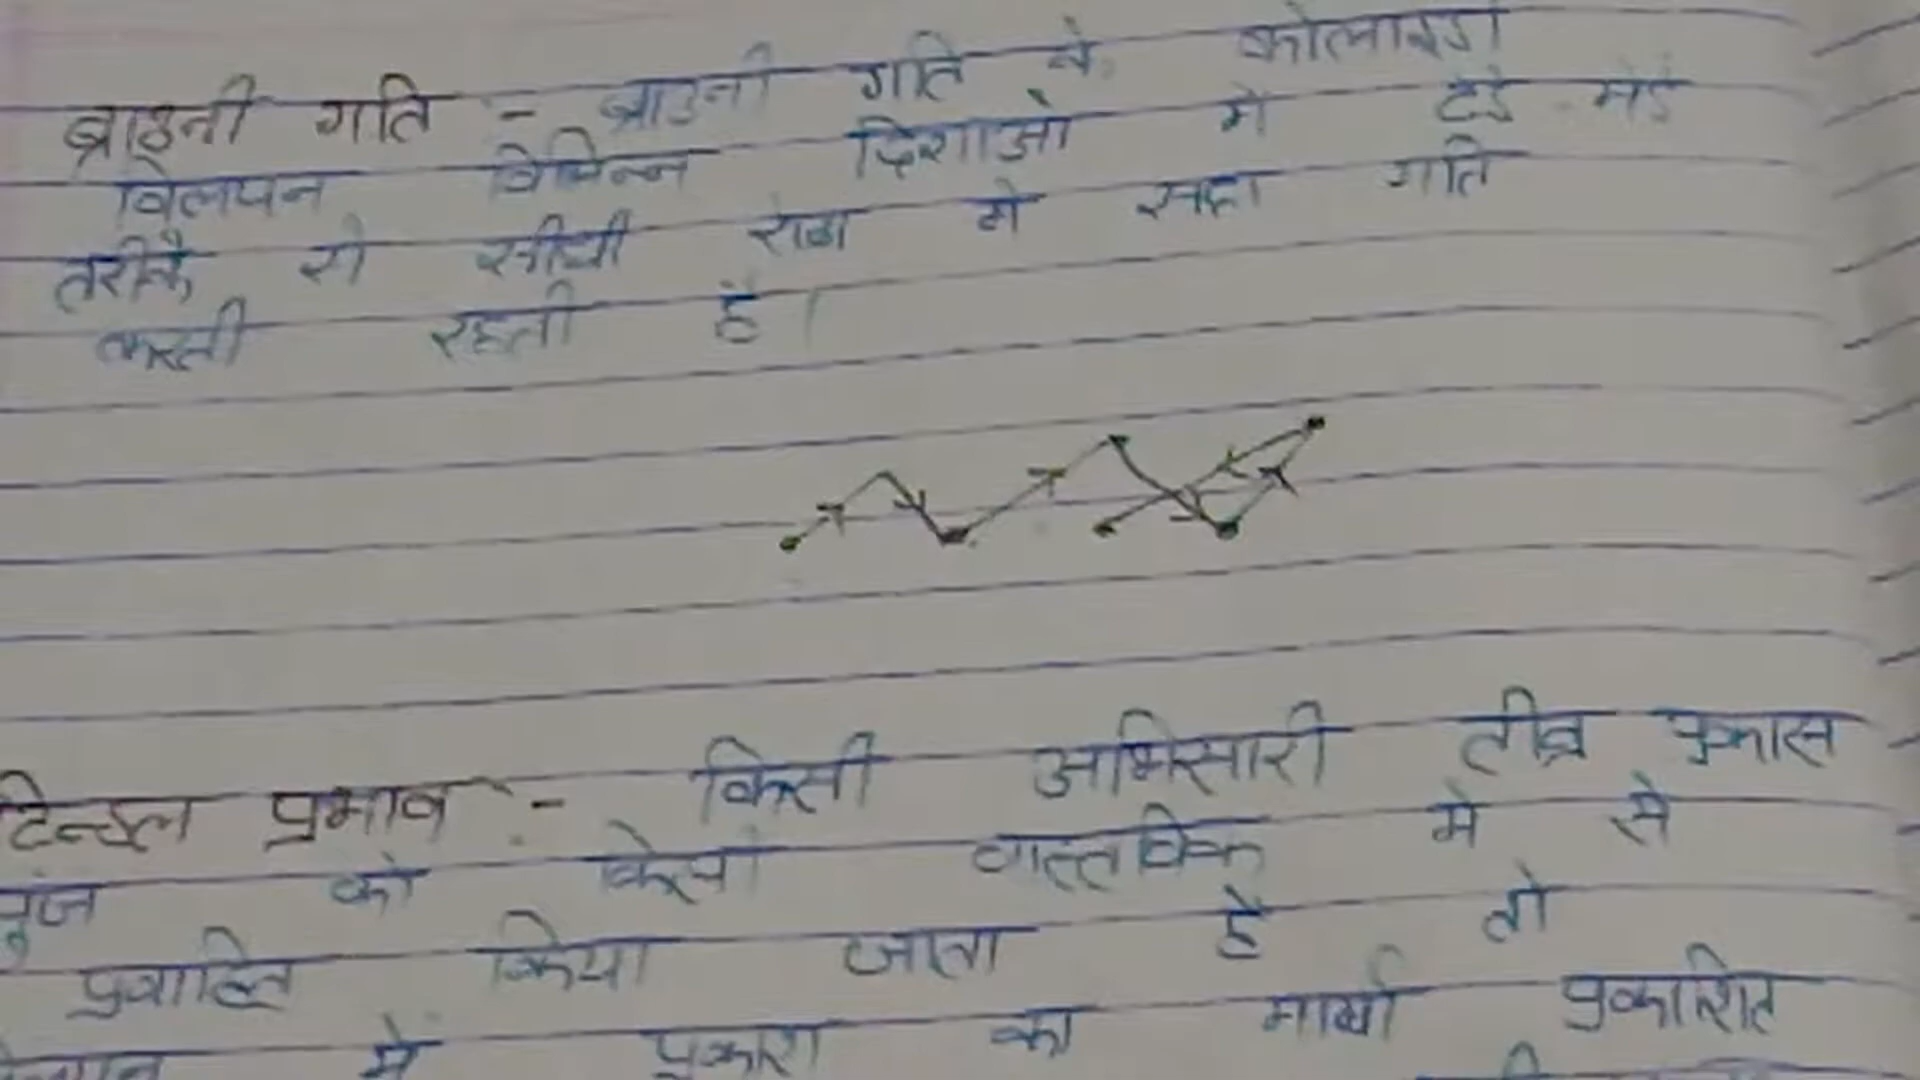 ब्राउनी गति :- ब्राउनी गति के कोलाइडी
विलयन विभिन्न दिशाओ में टेडे मेडे
तरीके से सीधी रेखा मे सदा गति
करती रहती है।
टिन्डल प्रभाव :- किसी अभिसारी तीव्र प्रकास
पुंज को किसी वास्तविक मे से
प्रवाहित किया जाता है तो
में प्रकाश का मार्ग प्रकाशित